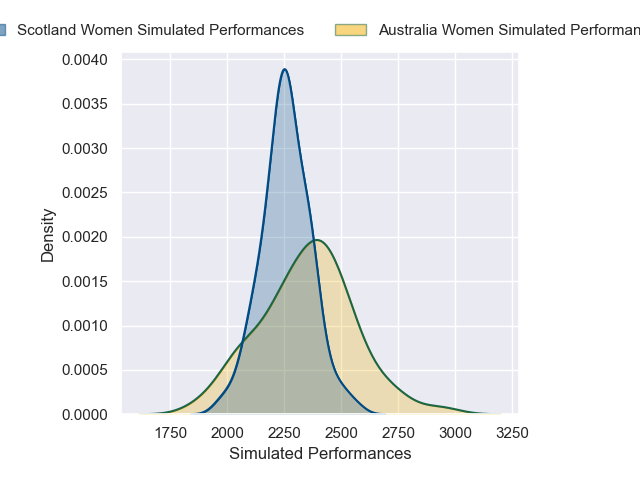 Scotland Women Simulated Performances Australia Women Simulated Performan
0.0040
0.0035
0.0030
0.0025
0.0020
0.0015
0.0010
0.0005
0.0000
Density
1750 2000 2250 2500 2750 3000 3250
Simulated Performances